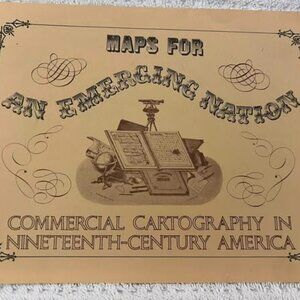 MAPS FOR
AN EMERGING NATION
COMMERCIAL CARTOGRAPHY IN
NINETEENTH-CENTURY AMERICA